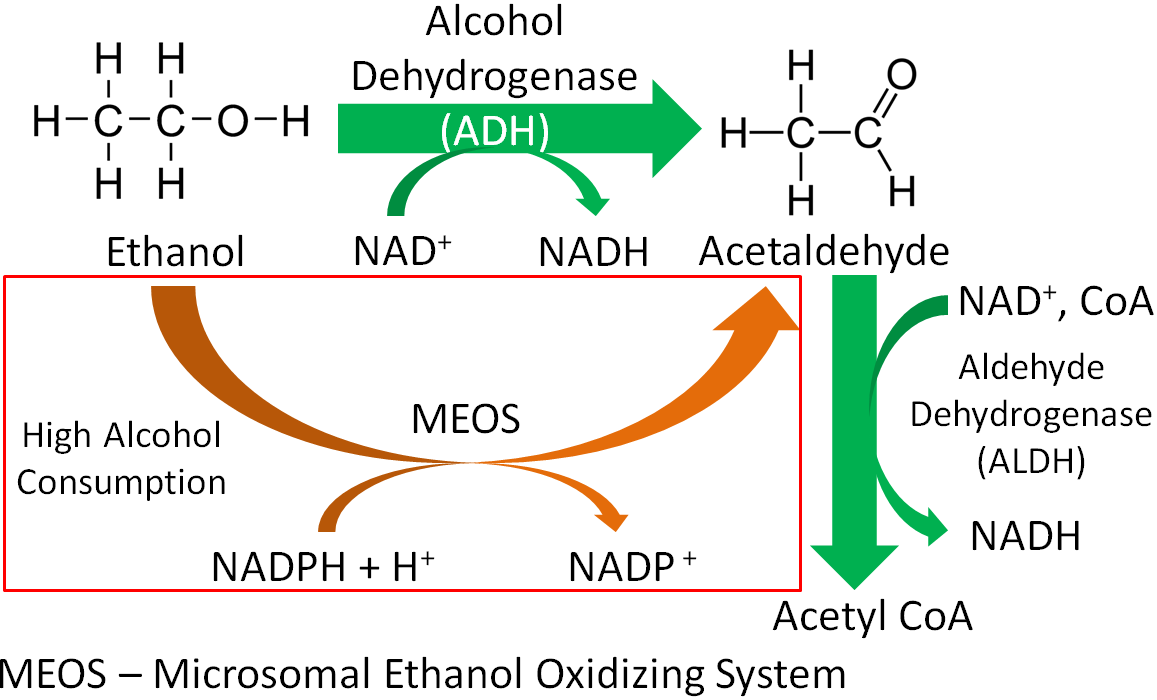 Alcohol
Dehydrogenase
(ADH)
H H
H–C–C–O–H
H H
H O
H–C–C
H H
Ethanol
NAD⁺
NADH
Acetaldehyde
NAD⁺, CoA
Aldehyde
Dehydrogenase
(ALDH)
NADH
MEOS
High Alcohol
Consumption
NADPH + H⁺
NADP⁺
Acetyl CoA
MEOS – Microsomal Ethanol Oxidizing System